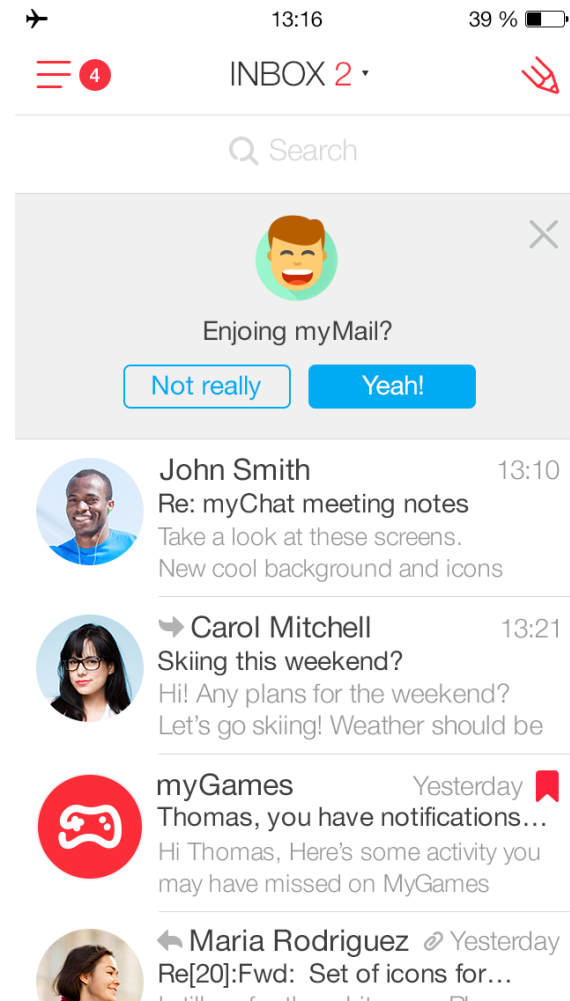 13:16
39 %
4
INBOX 2
Search
Enjoing myMail?
Not really
Yeah!
John Smith
13:10
Re: myChat meeting notes
Take a look at these screens.
New cool background and icons
Carol Mitchell
13:21
Skiing this weekend?
Hi! Any plans for the weekend?
Let's go skiing! Weather should be
myGames
Yesterday
Thomas, you have notifications...
Hi Thomas, Here's some activity you
may have missed on MyGames
Maria Rodriguez
Yesterday
Re[20]:Fwd:  Set of icons for...